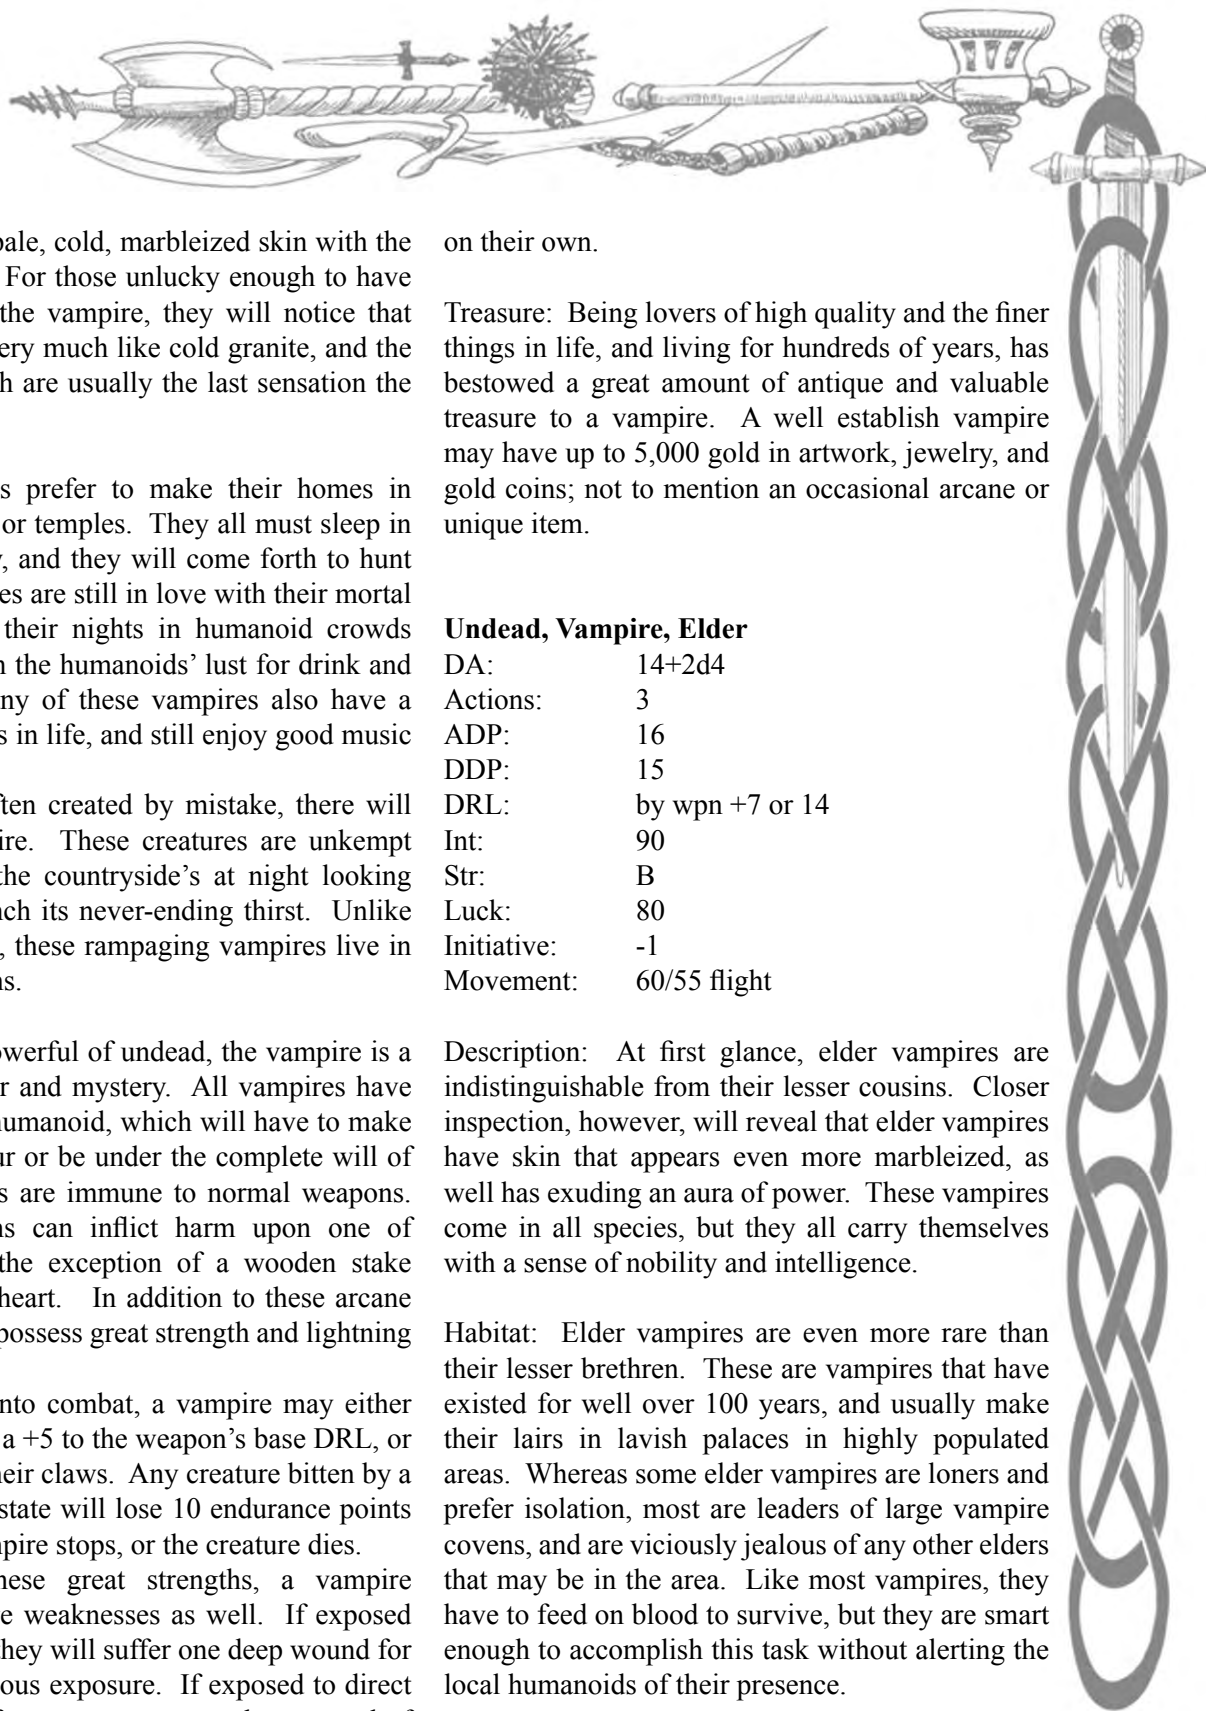 pale, cold, marbleized skin with the
For those unlucky enough to have
the vampire, they will notice that
very much like cold granite, and the
are usually the last sensation the
prefer to make their homes in
or temples. They all must sleep in
and they will come forth to hunt
are still in love with their mortal
their nights in humanoid crowds
the humanoids’ lust for drink and
of these vampires also have a
in life, and still enjoy good music
created by mistake, there will
These creatures are unkempt
the countryside’s at night looking
its never-ending thirst. Unlike
these rampaging vampires live in
powerful of undead, the vampire is a
and mystery. All vampires have
humanoid, which will have to make
or be under the complete will of
are immune to normal weapons.
can inflict harm upon one of
the exception of a wooden stake
heart. In addition to these arcane
possess great strength and lightning
into combat, a vampire may either
a +5 to the weapon’s base DRL, or
their claws. Any creature bitten by a
state will lose 10 endurance points
stops, or the creature dies.
these great strengths, a vampire
weaknesses as well. If exposed
they will suffer one deep wound for
exposure. If exposed to direct
on their own.
Treasure: Being lovers of high quality and the finer
things in life, and living for hundreds of years, has
bestowed a great amount of antique and valuable
treasure to a vampire. A well establish vampire
may have up to 5,000 gold in artwork, jewelry, and
gold coins; not to mention an occasional arcane or
unique item.
Undead, Vampire, Elder
DA: 14+2d4
Actions: 3
ADP: 16
DDP: 15
DRL: by wpn +7 or 14
Int: 90
Str: B
Luck: 80
Initiative: -1
Movement: 60/55 flight
Description: At first glance, elder vampires are
indistinguishable from their lesser cousins. Closer
inspection, however, will reveal that elder vampires
have skin that appears even more marbleized, as
well has exuding an aura of power. These vampires
come in all species, but they all carry themselves
with a sense of nobility and intelligence.
Habitat: Elder vampires are even more rare than
their lesser brethren. These are vampires that have
existed for well over 100 years, and usually make
their lairs in lavish palaces in highly populated
areas. Whereas some elder vampires are loners and
prefer isolation, most are leaders of large vampire
covens, and are viciously jealous of any other elders
that may be in the area. Like most vampires, they
have to feed on blood to survive, but they are smart
enough to accomplish this task without alerting the
local humanoids of their presence.